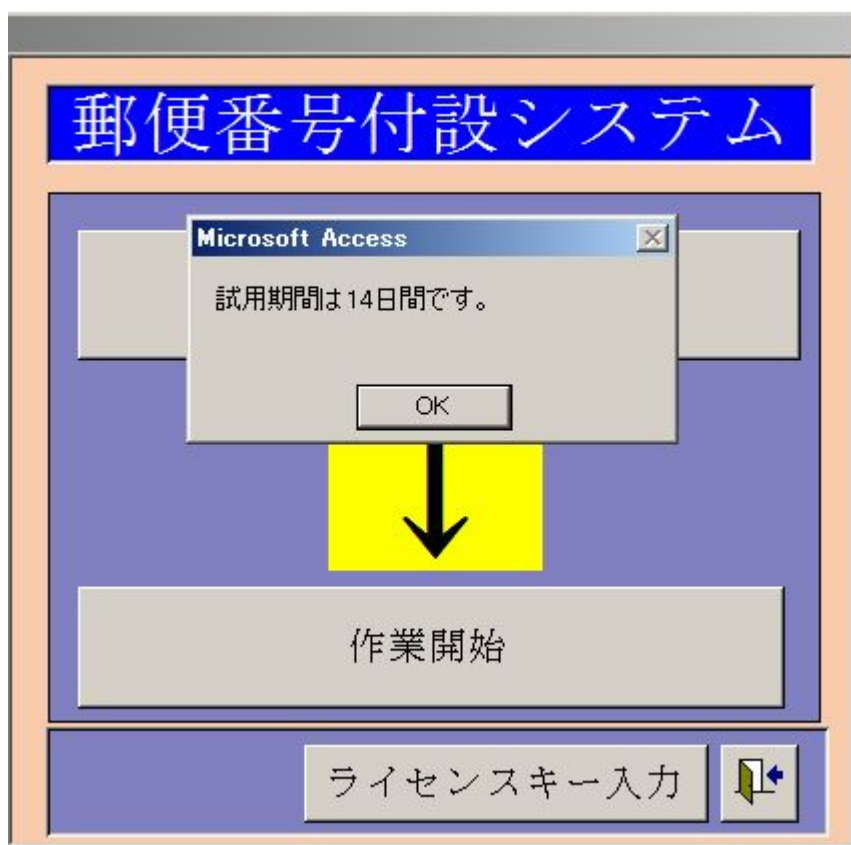 郵便番号付設システム
Microsoft Access
試用期間は14日間です。
OK
作業開始
ライセンスキー入力